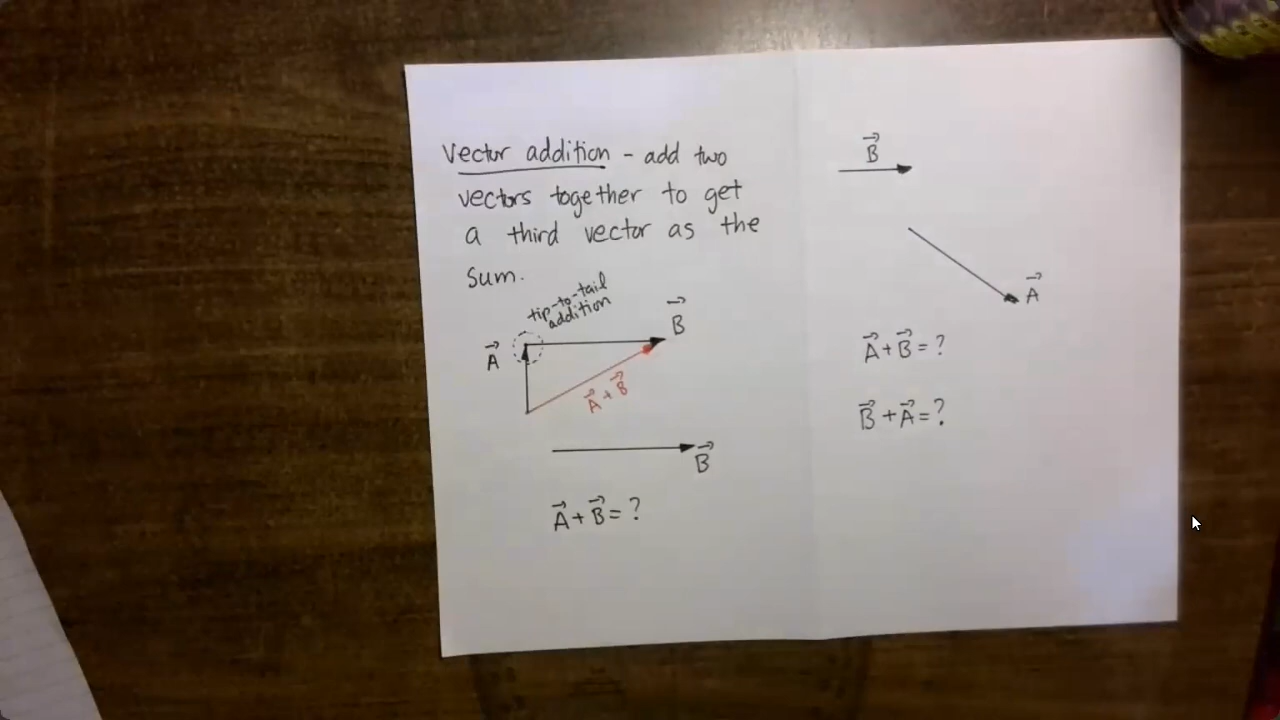 Vector addition - add two
vectors together to get
a third vector as the
sum.
tip-to-tail
addition
A⃗
B⃗
A⃗ + B⃗
B⃗
A⃗ + B⃗ = ?
B⃗
A⃗
A⃗ + B⃗ = ?
B⃗ + A⃗ = ?